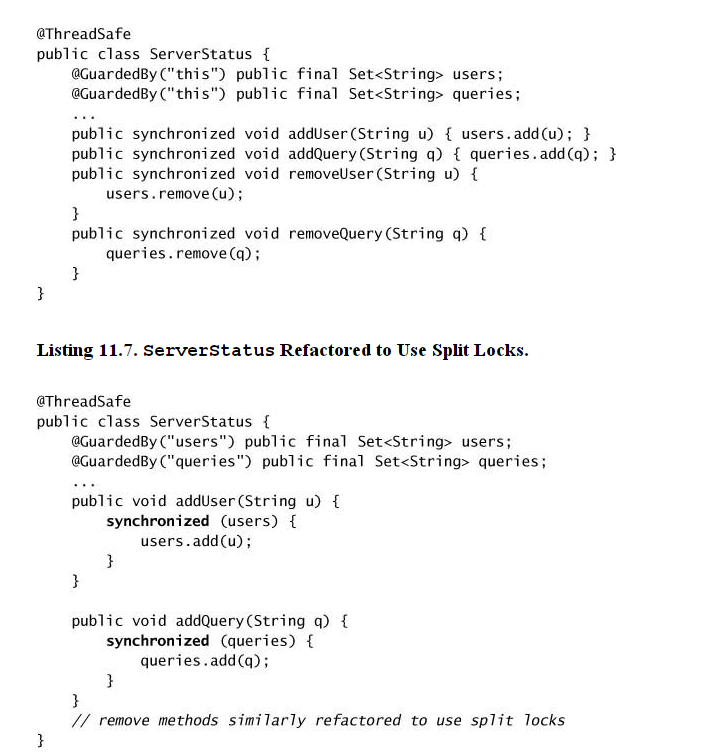 @ThreadSafe
public class ServerStatus {
    @GuardedBy("this") public final Set<String> users;
    @GuardedBy("this") public final Set<String> queries;
    ...
    public synchronized void addUser(String u) { users.add(u); }
    public synchronized void addQuery(String q) { queries.add(q); }
    public synchronized void removeUser(String u) {
        users.remove(u);
    }
    public synchronized void removeQuery(String q) {
        queries.remove(q);
    }
}
Listing 11.7. ServerStatus Refactored to Use Split Locks.
@ThreadSafe
public class ServerStatus {
    @GuardedBy("users") public final Set<String> users;
    @GuardedBy("queries") public final Set<String> queries;
    ...
    public void addUser(String u) {
        synchronized (users) {
            users.add(u);
        }
    }
    public void addQuery(String q) {
        synchronized (queries) {
            queries.add(q);
        }
    }
    // remove methods similarly refactored to use split locks
}